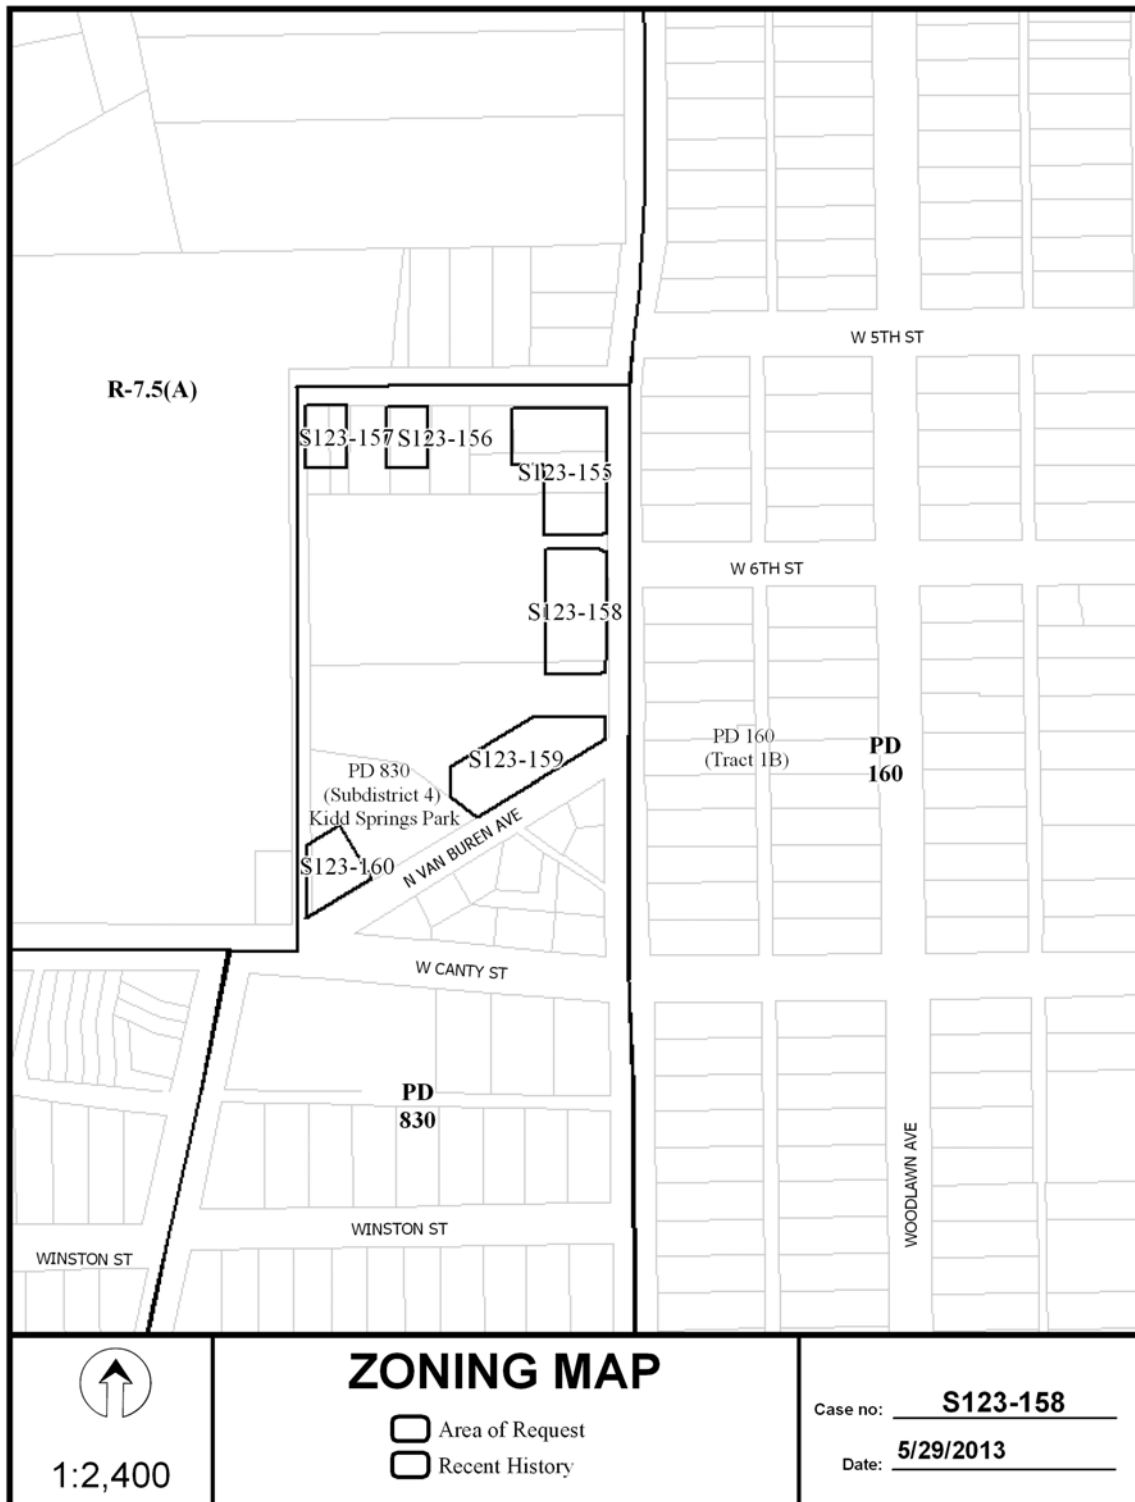 W 5TH ST
R-7.5(A)
S123-157
S123-156
S123-155
W 6TH ST
S123-158
PD 160
(Tract 1B)
PD
160
S123-159
PD 830
(Subdistrict 4)
Kidd Springs Park
N VAN BUREN AVE
S123-160
W CANTY ST
PD
830
WOODLAWN AVE
WINSTON ST
WINSTON ST
1:2,400
ZONING MAP
Area of Request
Recent History
Case no: S123-158
Date: 5/29/2013